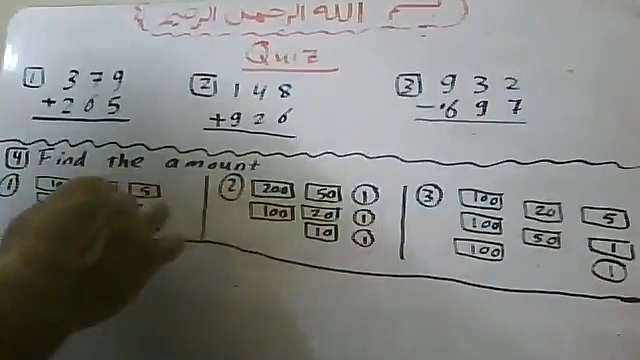 بسم الله الرحمن الرحيم
Quiz
1 379 2 148 3 932
+205 +926 -697
4 Find the amount
1 5 2 200 50 1 3 100 20 5
100 20 1 100 50 1
10 1 100 1